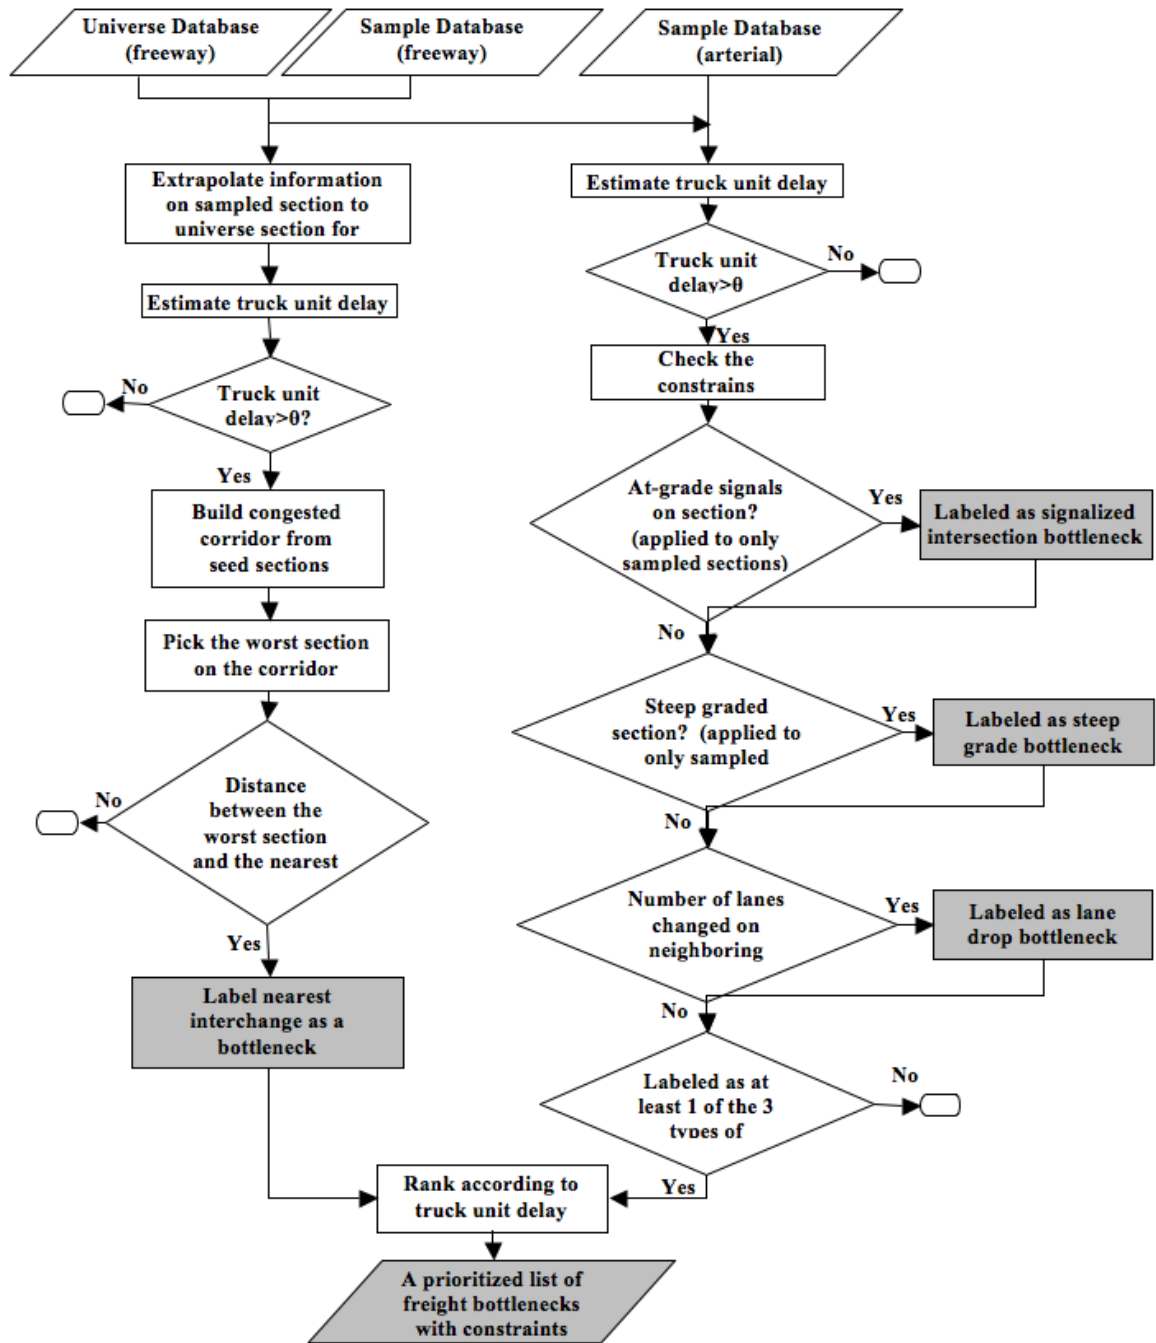 Universe Database
(freeway)
Sample Database
(freeway)
Sample Database
(arterial)
Extrapolate information
on sampled section to
universe section for
Estimate truck unit delay
Truck unit
delay>θ?
No
Yes
Build congested
corridor from
seed sections
Pick the worst section
on the corridor
Distance
between the
worst section
and the nearest
No
Yes
Label nearest
interchange as a
bottleneck
Estimate truck unit delay
Truck unit
delay>θ
No
Yes
Check the
constrains
At-grade signals
on section?
(applied to only
sampled sections)
Yes
Labeled as signalized
intersection bottleneck
No
Steep graded
section? (applied to
only sampled
Yes
Labeled as steep
grade bottleneck
No
Number of lanes
changed on
neighboring
Yes
Labeled as lane
drop bottleneck
No
Labeled as at
least 1 of the 3
types of
No
Yes
Rank according to
truck unit delay
A prioritized list of
freight bottlenecks
with constraints